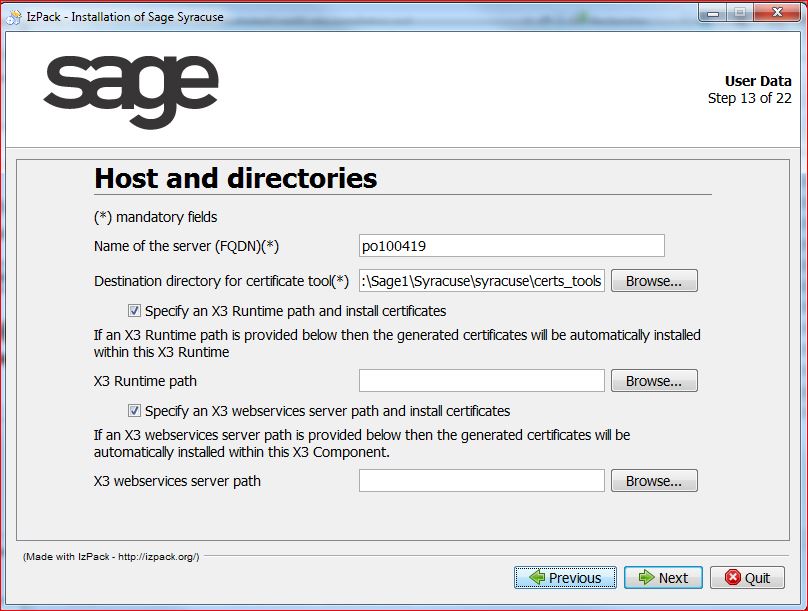 IzPack - Installation of Sage Syracuse
sage
User Data
Step 13 of 22
Host and directories
(*) mandatory fields
Name of the server (FQDN)(*)
po100419
Destination directory for certificate tool(*)
:\Sage1\Syracuse\syracuse\certs_tools
Browse...
Specify an X3 Runtime path and install certificates
If an X3 Runtime path is provided below then the generated certificates will be automatically installed
within this X3 Runtime
X3 Runtime path
Browse...
Specify an X3 webservices server path and install certificates
If an X3 webservices server path is provided below then the generated certificates will be
automatically installed within this X3 Component.
X3 webservices server path
Browse...
(Made with IzPack - http://izpack.org/)
Previous
Next
Quit